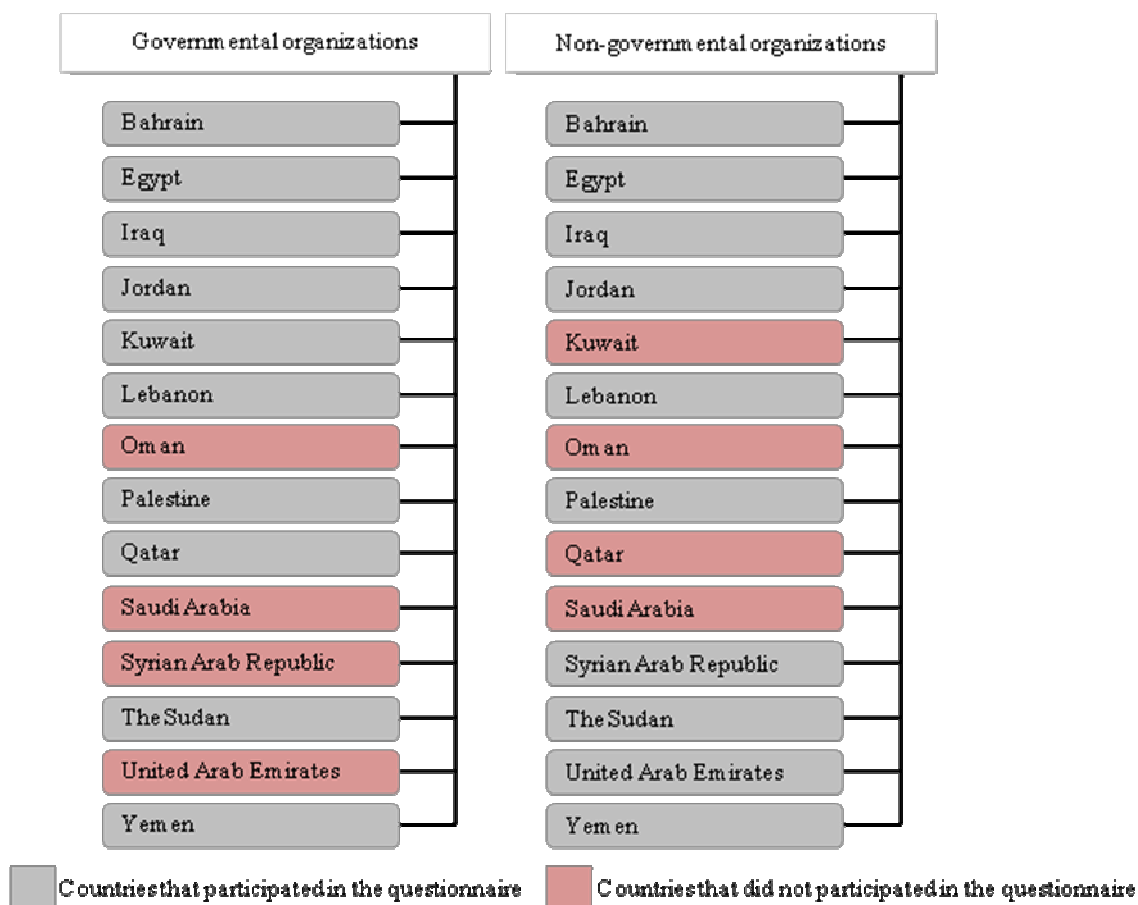 Governmental organizations
Bahrain
Egypt
Iraq
Jordan
Kuwait
Lebanon
Oman
Palestine
Qatar
Saudi Arabia
Syrian Arab Republic
The Sudan
United Arab Emirates
Yemen
Non-governmental organizations
Bahrain
Egypt
Iraq
Jordan
Kuwait
Lebanon
Oman
Palestine
Qatar
Saudi Arabia
Syrian Arab Republic
The Sudan
United Arab Emirates
Yemen
Countries that participated in the questionnaire
Countries that did not participated in the questionnaire